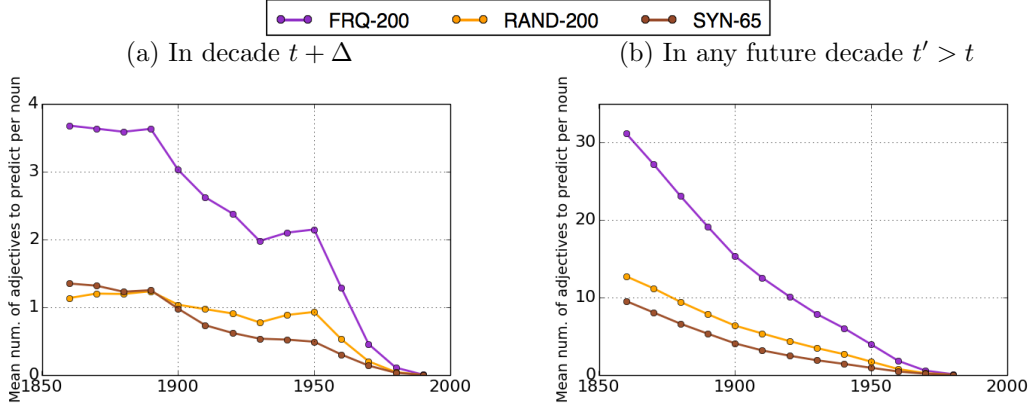 FRQ-200 RAND-200 SYN-65
(a) In decade t + Δ
(b) In any future decade t′ > t
Mean num. of adjectives to predict per noun
4
3
2
1
0
1850 1900 1950 2000
Mean num. of adjectives to predict per noun
30
20
10
0
1850 1900 1950 2000